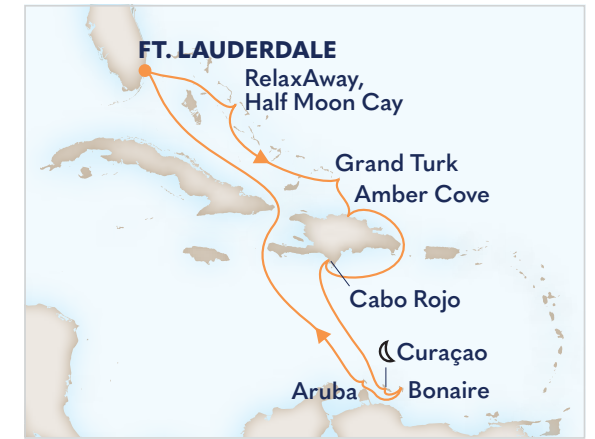 FT. LAUDERDALE
RelaxAway,
Half Moon Cay
Grand Turk
Amber Cove
Cabo Rojo
Curaçao
Aruba
Bonaire